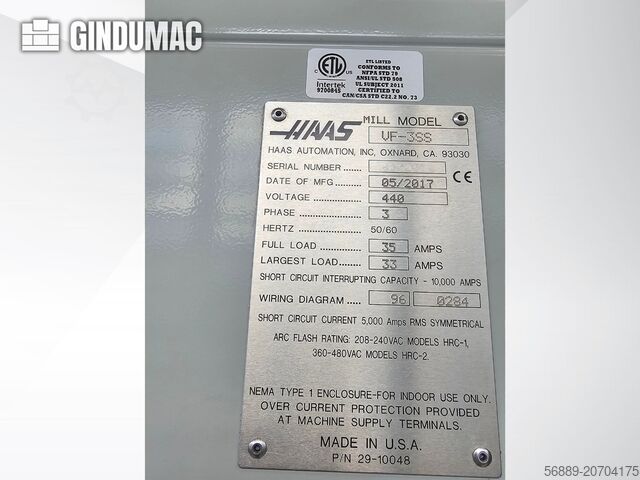 GINDUMAC
ETL LISTED
CONFORMS TO
NFPA STD 79
ANSI/UL STD 508
UL SUBJECT 2011
CERTIFIED TO
CAN/CSA STD C22.2 NO. 73
C ETL US
Intertek
9700845
HAAS MILL MODEL VF-3SS
HAAS AUTOMATION, INC, OXNARD, CA. 93030
SERIAL NUMBER
DATE OF MFG 05/2017 CE
VOLTAGE 440
PHASE 3
HERTZ 50/60
FULL LOAD 35 AMPS
LARGEST LOAD 33 AMPS
SHORT CIRCUIT INTERRUPTING CAPACITY - 10,000 AMPS
WIRING DIAGRAM 96 0284
SHORT CIRCUIT CURRENT 5,000 Amps RMS SYMMETRICAL
ARC FLASH RATING: 208-240VAC MODELS HRC-1,
360-480VAC MODELS HRC-2.
NEMA TYPE 1 ENCLOSURE-FOR INDOOR USE ONLY.
OVER CURRENT PROTECTION PROVIDED
AT MACHINE SUPPLY TERMINALS.
MADE IN U.S.A.
P/N 29-10048
56889-20704175